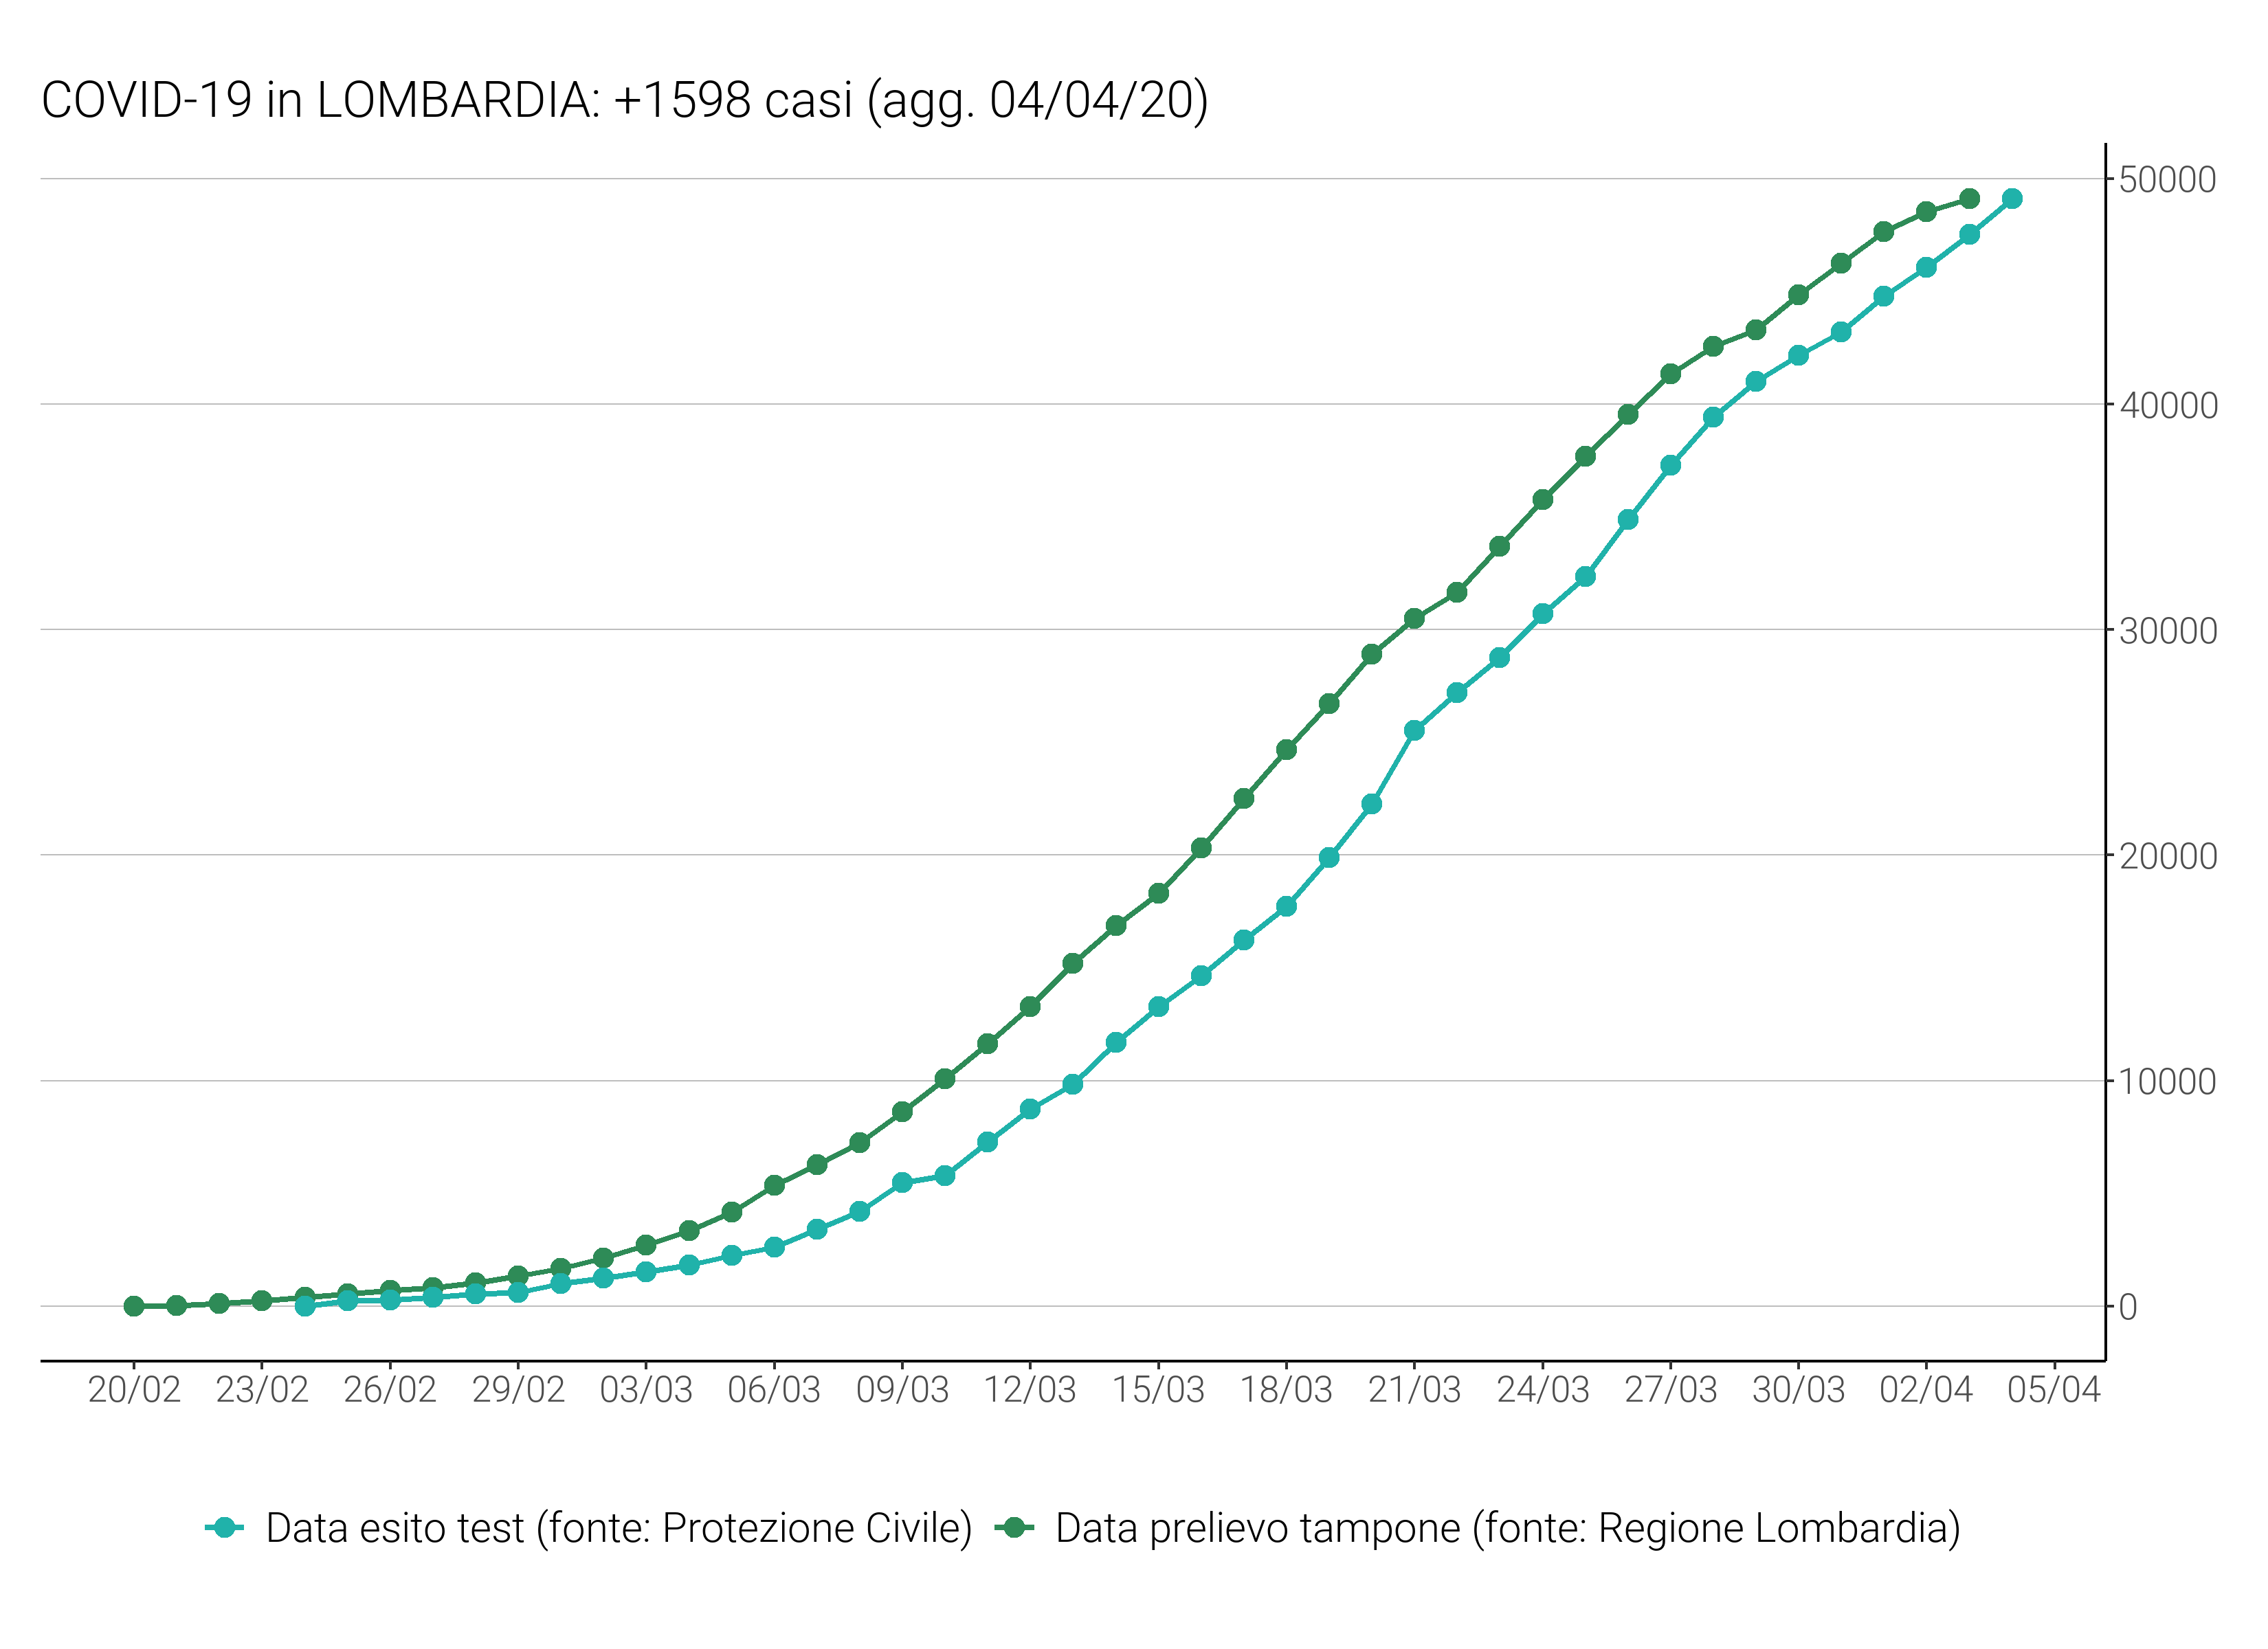 COVID-19 in LOMBARDIA: +1598 casi (agg. 04/04/20)
50000
40000
30000
20000
10000
0
20/02 23/02 26/02 29/02 03/03 06/03 09/03 12/03 15/03 18/03 21/03 24/03 27/03 30/03 02/04 05/04
Data esito test (fonte: Protezione Civile) Data prelievo tampone (fonte: Regione Lombardia)